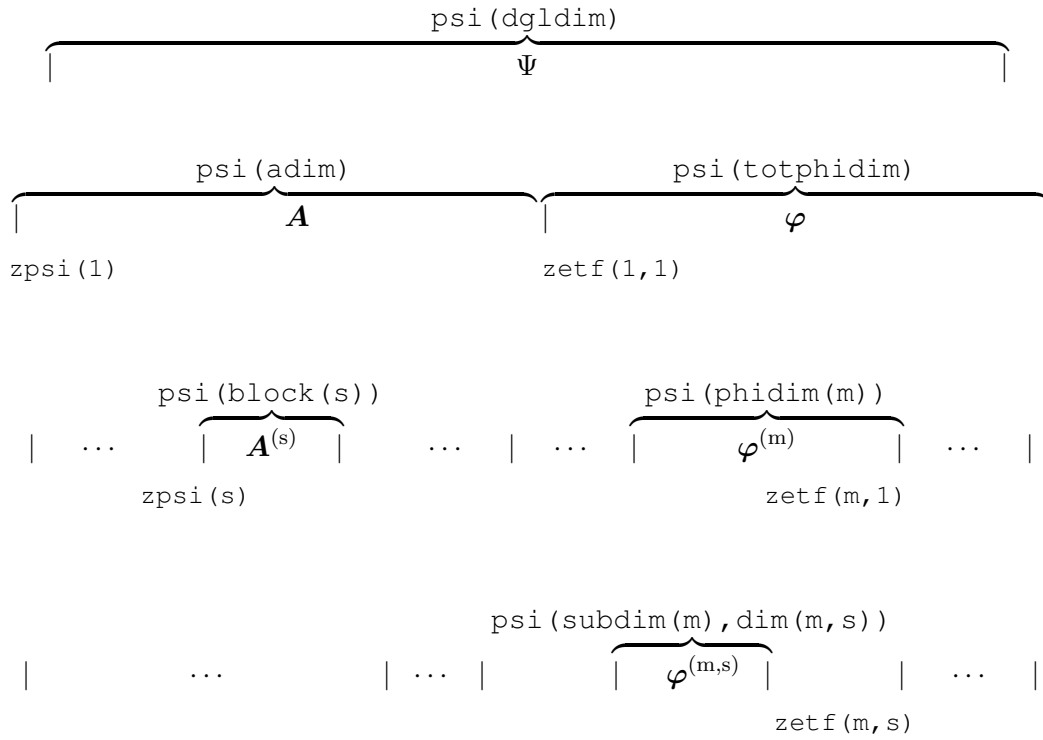 psi(dgldim)
| Ψ |
psi(adim) psi(totphidim)
| A | φ
zpsi(1) zetf(1,1)
psi(block(s)) psi(phidim(m))
| ··· | A^(s) | ··· | ··· | φ^(m) | ··· |
zpsi(s) zetf(m,1)
psi(subdim(m),dim(m,s))
| ··· | ··· | | φ^(m,s) | | ··· |
zetf(m,s)